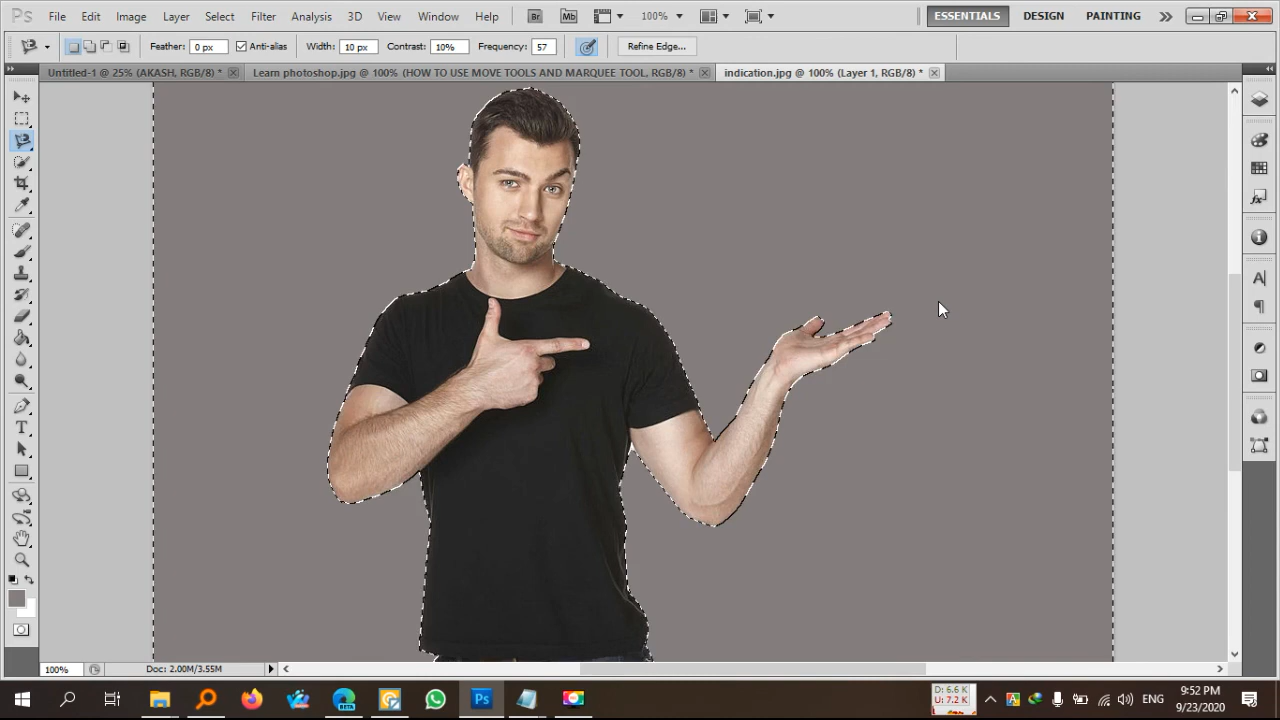 Ps File Edit Image Layer Select Filter Analysis 3D View Window Help Br Mb 100% ESSENTIALS DESIGN PAINTING
Feather: 0 px Anti-alias Width: 10 px Contrast: 10% Frequency: 57 Refine Edge...
Untitled-1 @ 25% (AKASH, RGB/8) * Learn photoshop.jpg @ 100% (HOW TO USE MOVE TOOLS AND MARQUEE TOOL, RGB/8) * indication.jpg @ 100% (Layer 1, RGB/8) *
100% Doc: 2.00M/3.55M
D: 6.6 K
U: 7.2 K
ENG
9:52 PM
9/23/2020